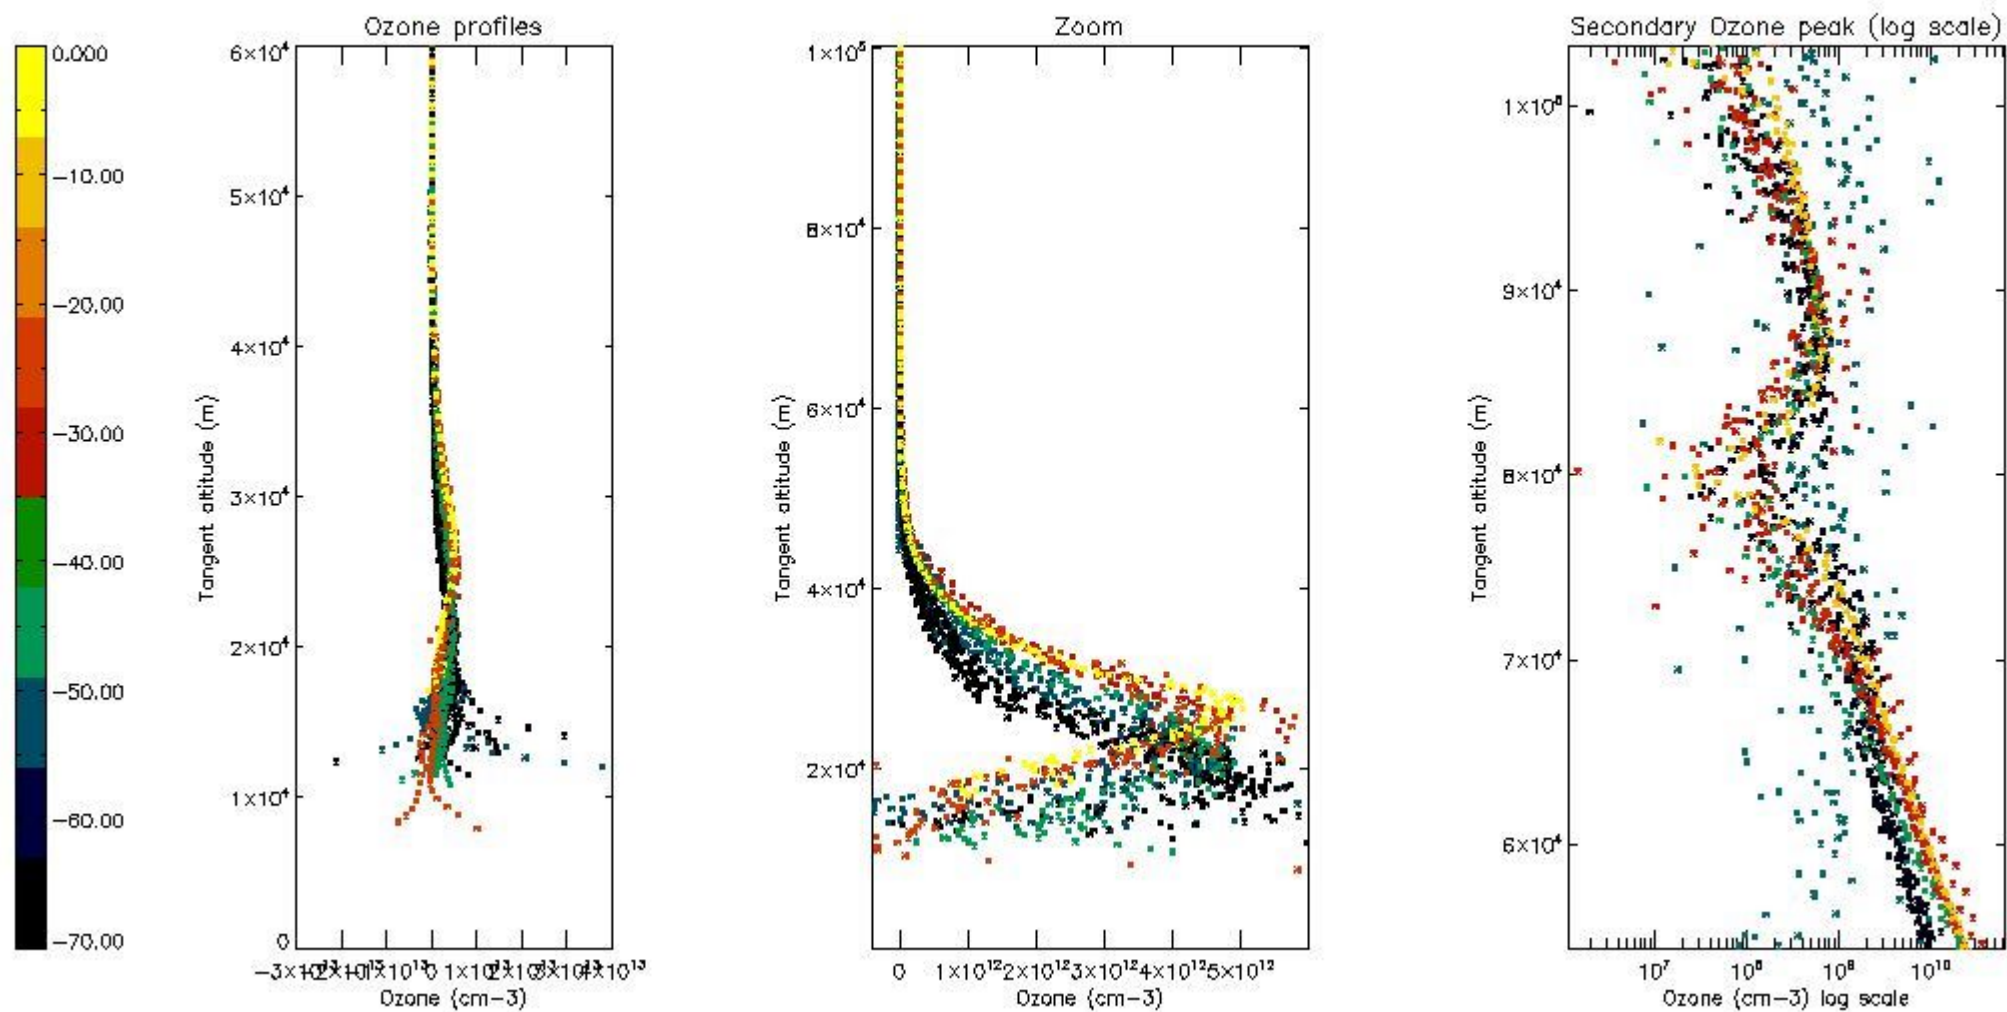 0.000
−10.00
−20.00
−30.00
−40.00
−50.00
−60.00
−70.00
Ozone profiles
6×10⁴
5×10⁴
4×10⁴
3×10⁴
2×10⁴
1×10⁴
0
Tangent altitude (m)
0 4×10¹³
Ozone (cm−3)
Zoom
1×10⁵
8×10⁴
6×10⁴
4×10⁴
2×10⁴
Tangent altitude (m)
0 1×10¹² 2×10¹² 3×10¹² 4×10¹² 5×10¹²
Ozone (cm−3)
Secondary Ozone peak (log scale)
1×10⁵
9×10⁴
8×10⁴
7×10⁴
6×10⁴
Tangent altitude (m)
10⁷ 10⁸ 10⁹ 10¹⁰
Ozone (cm−3) log scale